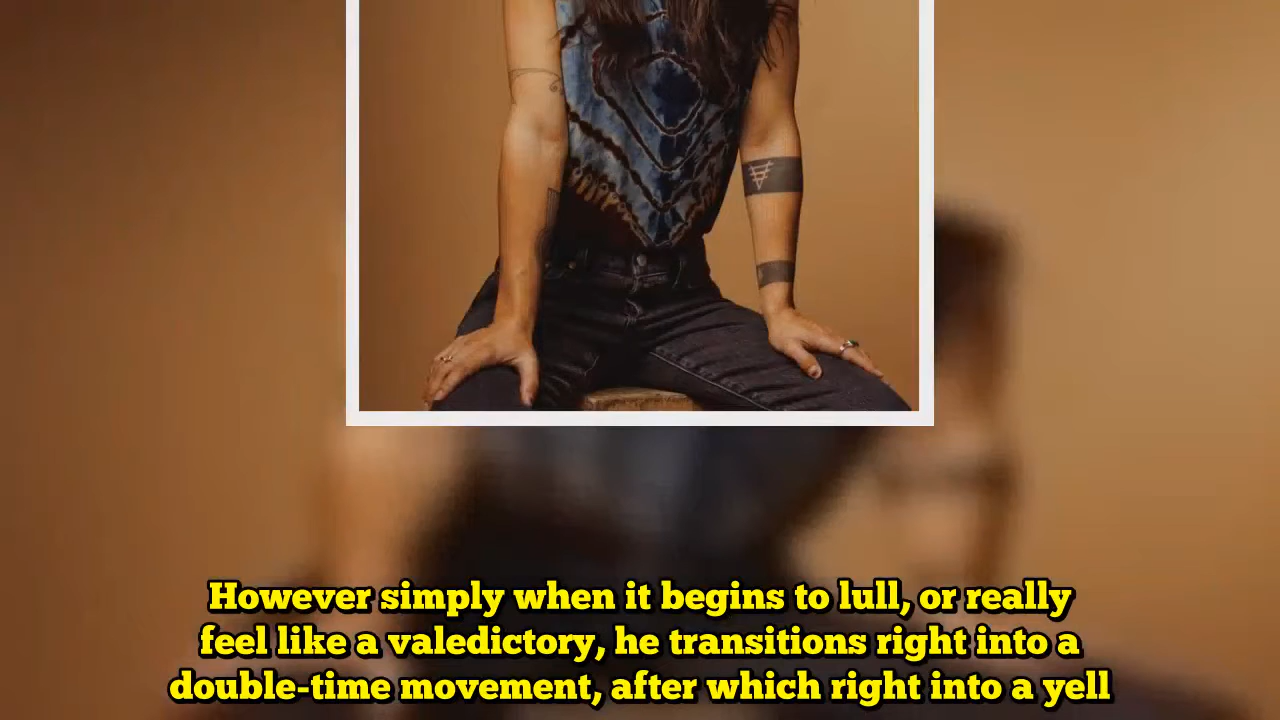 However simply when it begins to lull, or really
feel like a valedictory, he transitions right into a
double-time movement, after which right into a yell